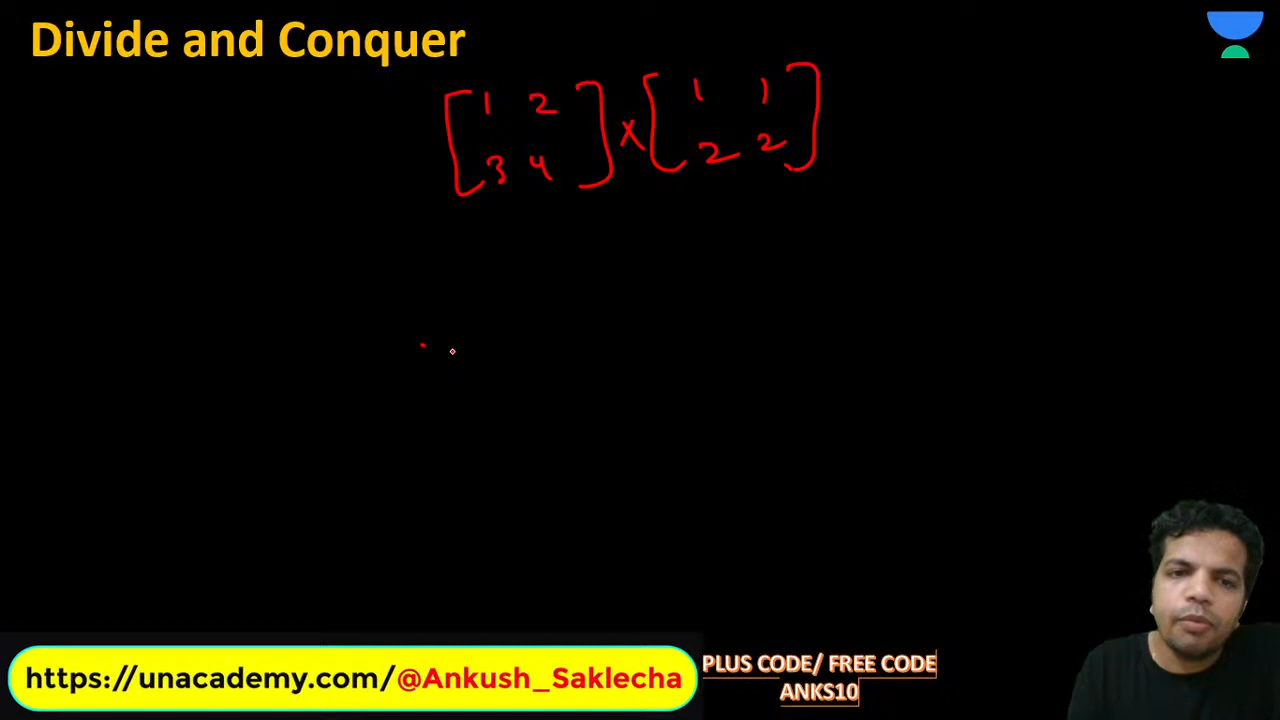 Divide and Conquer
[1 2] × [1 1]
[3 4] [2 2]
https://unacademy.com/@Ankush_Saklecha
PLUS CODE/ FREE CODE
ANKS10